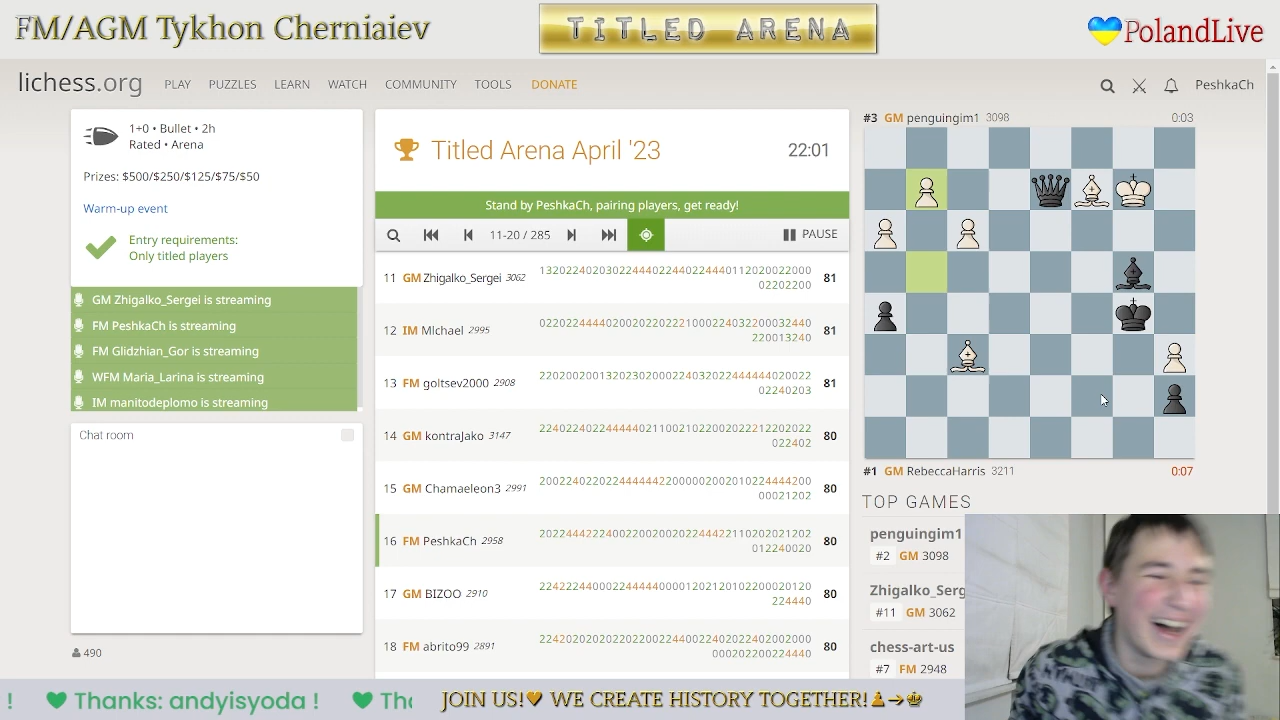 FM/AGM Tykhon Cherniaiev
TITLED ARENA
PolandLive
lichess.org
PLAY PUZZLES LEARN WATCH COMMUNITY TOOLS DONATE
PeshkaCh
1+0 • Bullet • 2h
Rated • Arena
Prizes: $500/$250/$125/$75/$50
Warm-up event
Entry requirements:
Only titled players
GM Zhigalko_Sergei is streaming
FM PeshkaCh is streaming
FM Glidzhian_Gor is streaming
WFM Maria_Larina is streaming
IM manitodeplomo is streaming
Chat room
490
Titled Arena April '23 22:01
Stand by PeshkaCh, pairing players, get ready!
11-20 / 285 PAUSE
11 GM Zhigalko_Sergei 3062 81
12 IM MIchael 2995 81
13 FM goltsev2000 2908 81
14 GM kontraJako 3147 80
15 GM Chamaeleon3 2991 80
16 FM PeshkaCh 2958 80
17 GM BIZOO 2910 80
18 FM abrito99 2891 80
#3 GM penguingim1 3098 0:03
#1 GM RebeccaHarris 3211 0:07
TOP GAMES
penguingim1
#2 GM 3098
Zhigalko_Serg
#11 GM 3062
chess-art-us
#7 FM 2948
! Thanks: andyisyoda ! Tha
JOIN US! WE CREATE HISTORY TOGETHER!